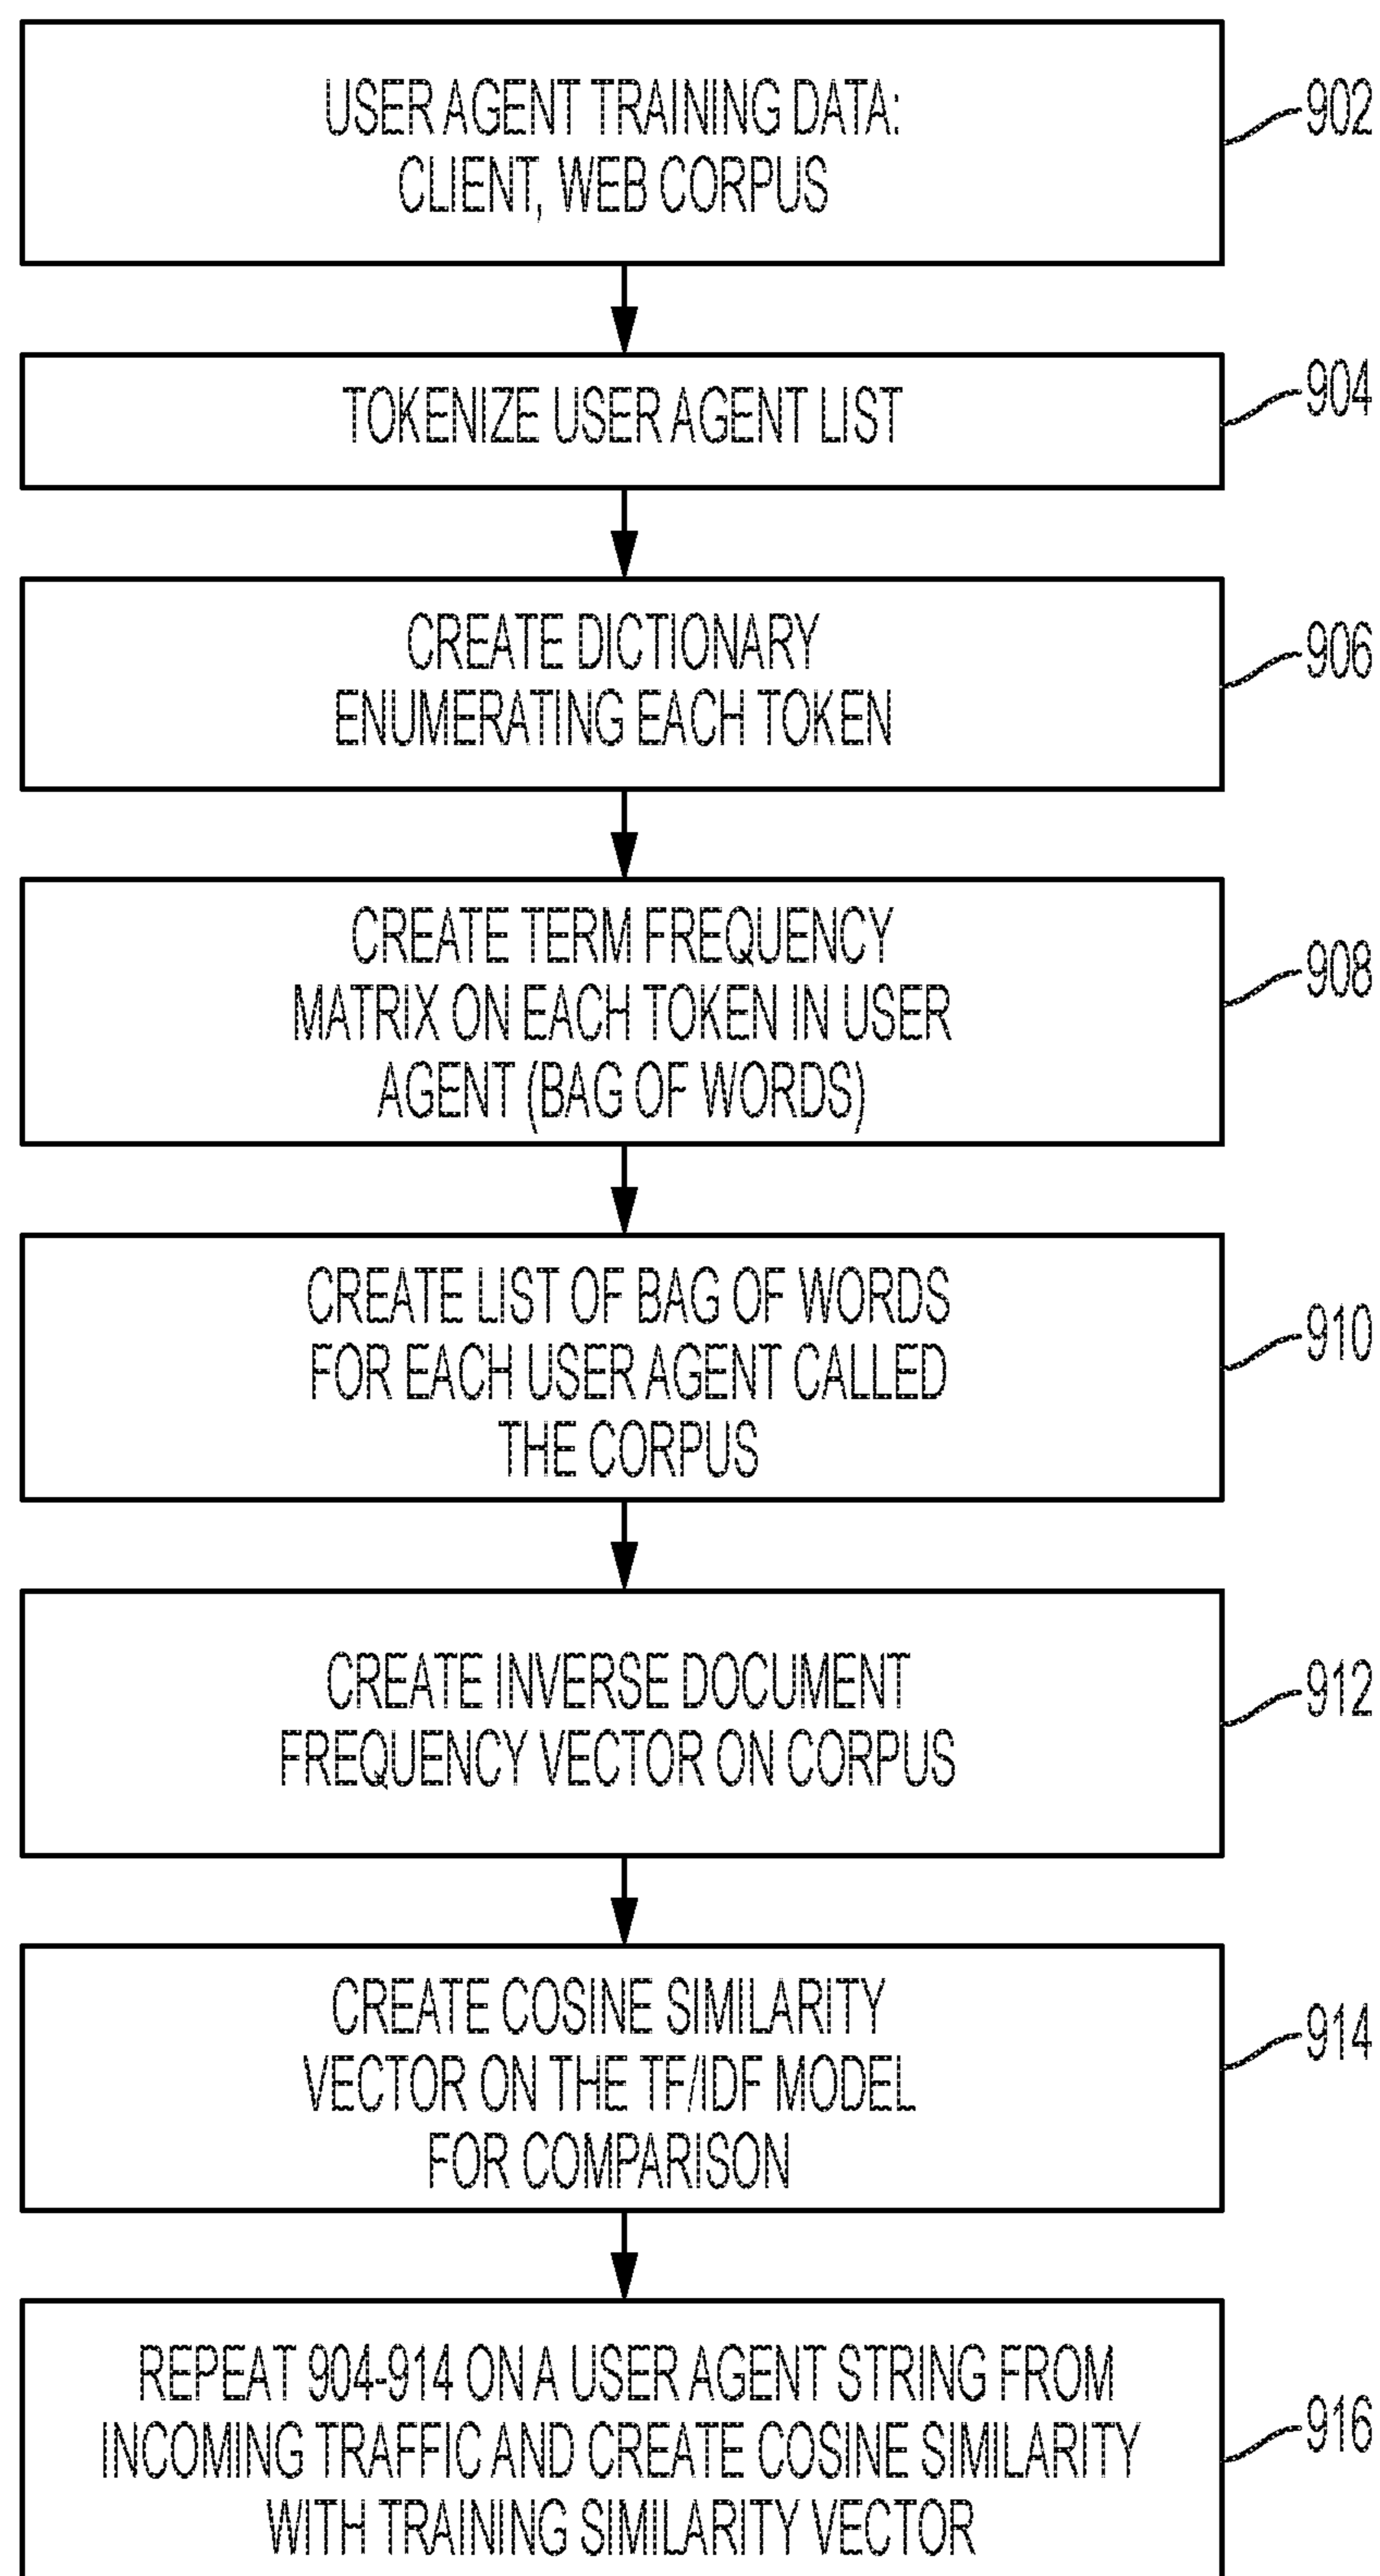 USER AGENT TRAINING DATA:
CLIENT, WEB CORPUS
902
TOKENIZE USER AGENT LIST
904
CREATE DICTIONARY
ENUMERATING EACH TOKEN
906
CREATE TERM FREQUENCY
MATRIX ON EACH TOKEN IN USER
AGENT (BAG OF WORDS)
908
CREATE LIST OF BAG OF WORDS
FOR EACH USER AGENT CALLED
THE CORPUS
910
CREATE INVERSE DOCUMENT
FREQUENCY VECTOR ON CORPUS
912
CREATE COSINE SIMILARITY
VECTOR ON THE TF/IDF MODEL
FOR COMPARISON
914
REPEAT 904-914 ON A USER AGENT STRING FROM
INCOMING TRAFFIC AND CREATE COSINE SIMILARITY
WITH TRAINING SIMILARITY VECTOR
916